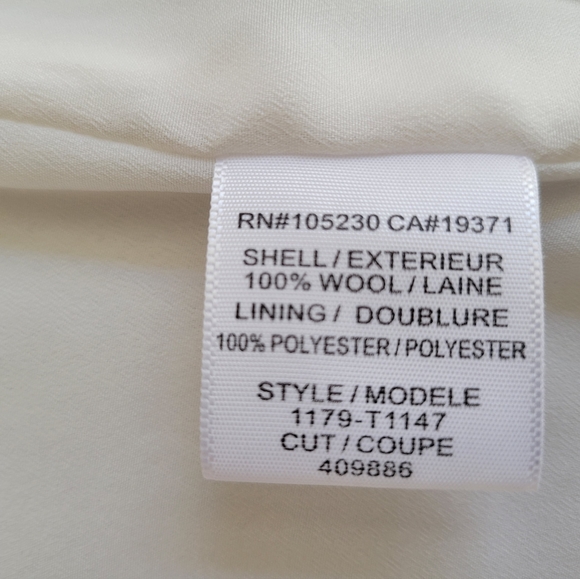 RN#105230 CA#19371
SHELL / EXTERIEUR
100% WOOL / LAINE
LINING / DOUBLURE
100% POLYESTER / POLYESTER
STYLE / MODELE
1179-T1147
CUT / COUPE
409886